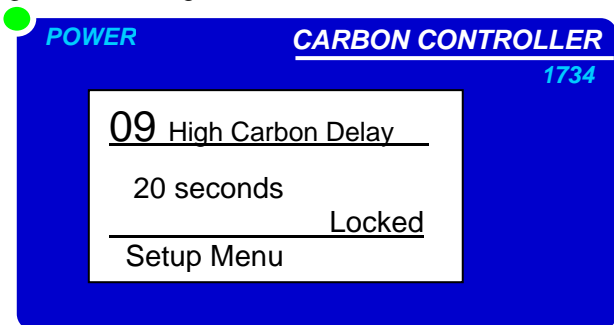 POWER CARBON CONTROLLER
1734
09 High Carbon Delay
20 seconds
Locked
Setup Menu